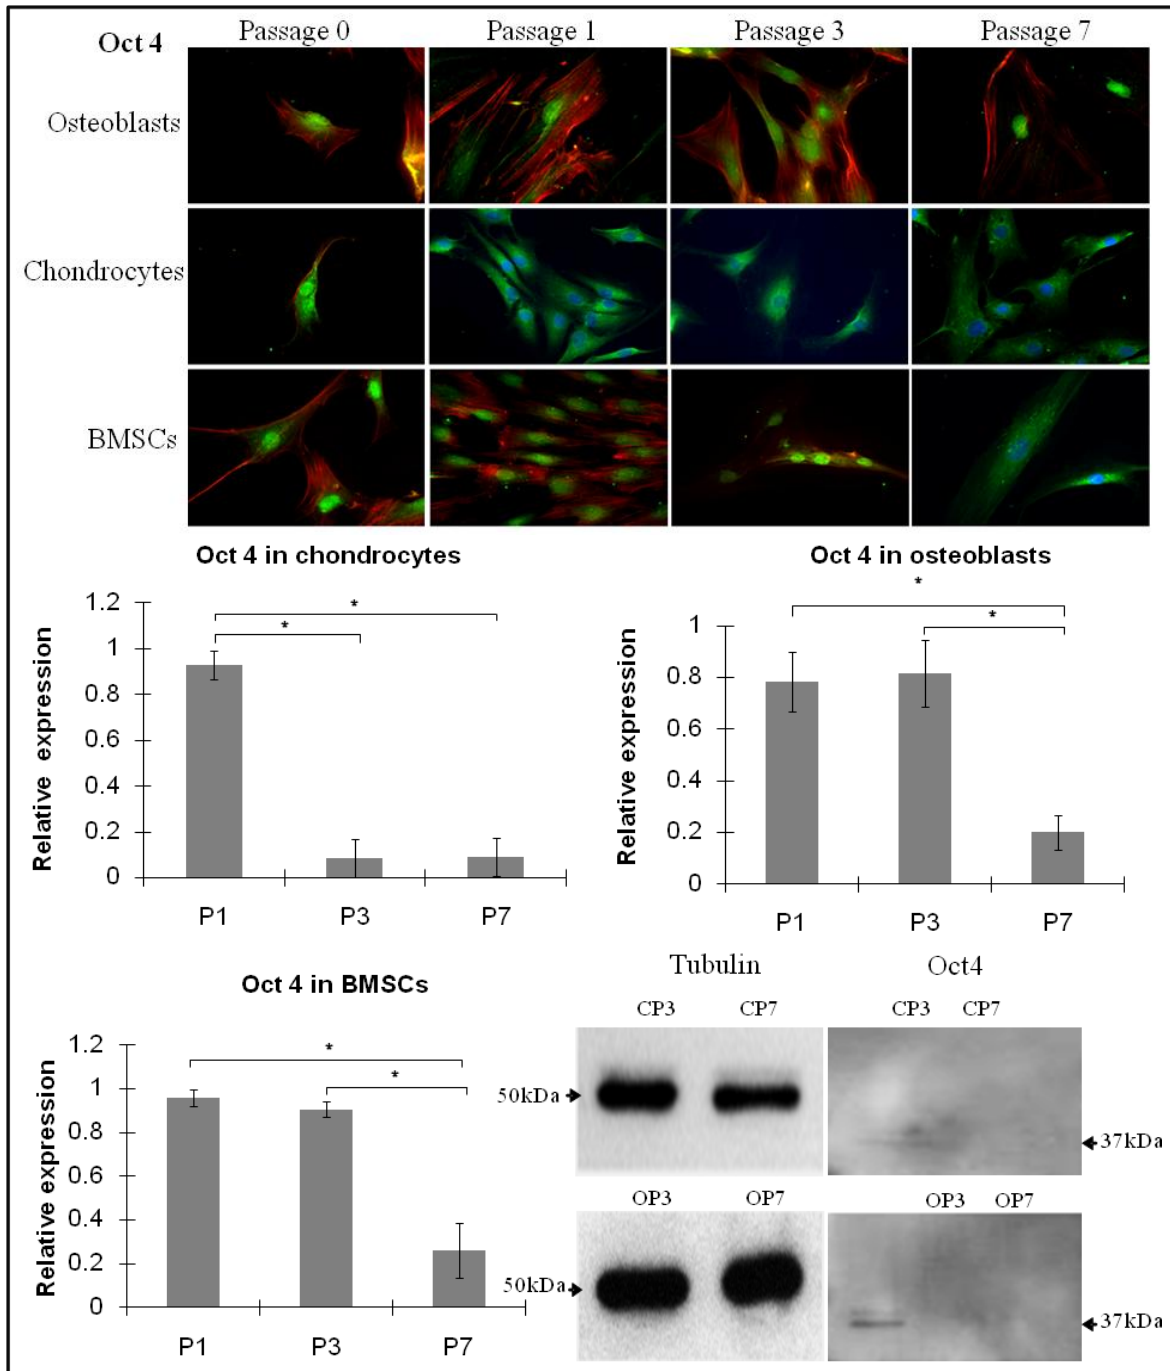 Oct 4 Passage 0 Passage 1 Passage 3 Passage 7
Osteoblasts
Chondrocytes
BMSCs
Oct 4 in chondrocytes
Relative expression
1.2
1
0.8
0.6
0.4
0.2
0
* *
P1 P3 P7
Oct 4 in osteoblasts
Relative expression
1
0.8
0.6
0.4
0.2
0
* *
P1 P3 P7
Oct 4 in BMSCs
Relative expression
1.2
1
0.8
0.6
0.4
0.2
0
* *
P1 P3 P7
Tubulin Oct4
CP3 CP7 CP3 CP7
50kDa 37kDa
OP3 OP7 OP3 OP7
50kDa 37kDa